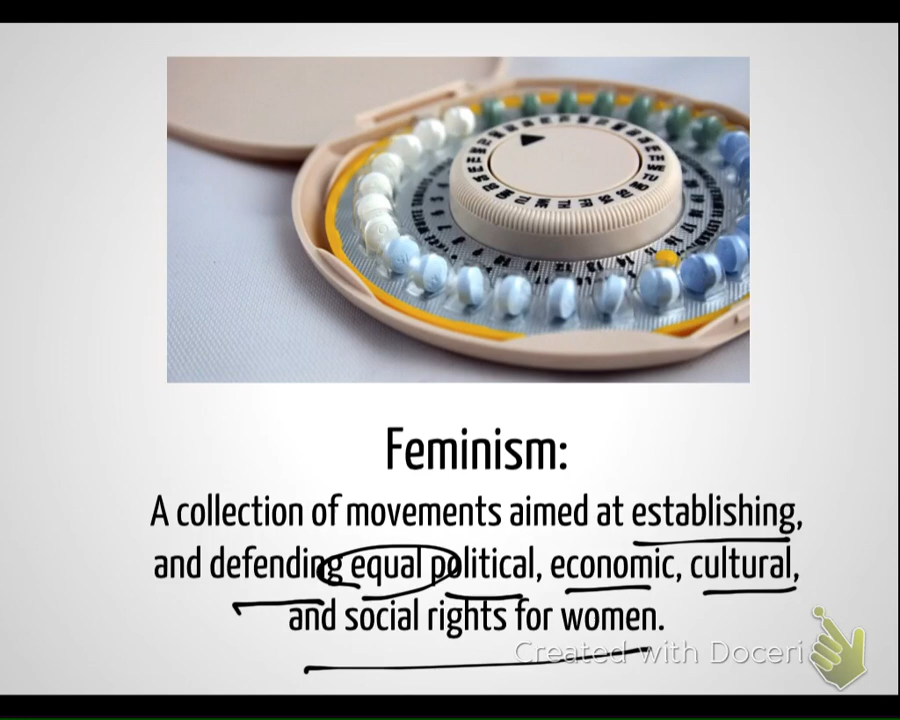 Feminism:
A collection of movements aimed at establishing,
and defending equal political, economic, cultural,
and social rights for women.
Created with Doceri